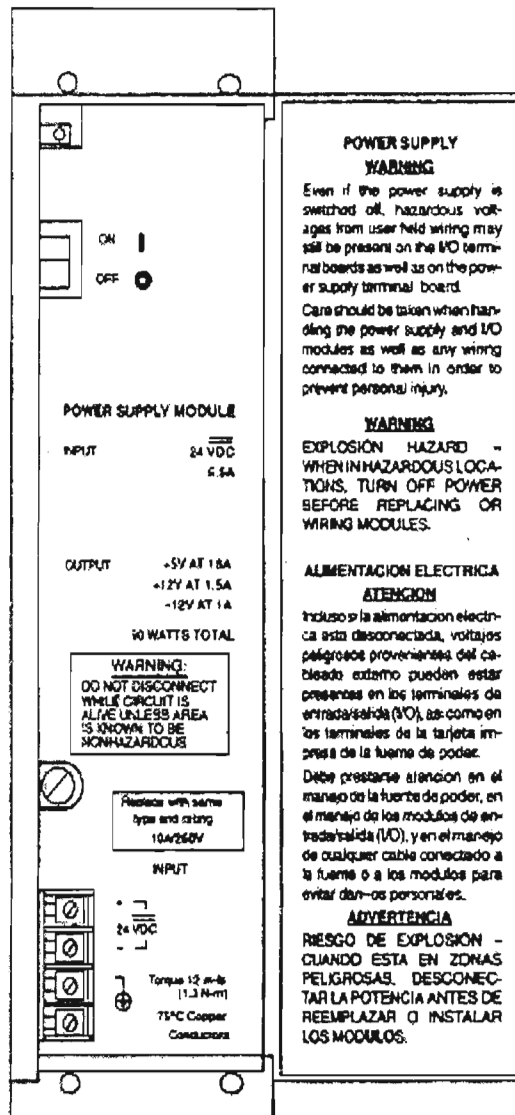 ON
OFF
POWER SUPPLY MODULE
INPUT 24 VDC
OUTPUT +5V AT
+12V AT 1.5A
-12V AT 1A
WATTS TOTAL
WARNING:
DO NOT DISCONNECT
WHILE CIRCUIT IS
ALIVE UNLESS AREA
IS KNOWN TO BE
NONHAZARDOUS
Replace with same
type and rating
10A/250V
INPUT
+
24 VDC
-
Torque 12
75°C Copper
Conductors
POWER SUPPLY
WARNING
Even if the power supply is
switched off, hazardous volt-
ages from user field wiring may
still be present on the I/O termi-
nal boards as well as on the pow-
er supply terminal board.
Care should be taken when han-
dling the power supply and I/O
modules as well as any wiring
connected to them in order to
prevent personal injury.
WARNING
EXPLOSION HAZARD –
WHEN IN HAZARDOUS LOCA-
TIONS, TURN OFF POWER
BEFORE REPLACING OR
WIRING MODULES.
ALIMENTACION ELECTRICA
ATENCION
Incluso si la alimentacion electri-
ca esta desconectada, voltajes
peligrosos provenientes del ca-
bleado externo pueden estar
presentes en los terminales de
entrada/salida (I/O), asi como en
los terminales de la tarjeta im-
presa de la fuente de poder.
Debe prestarse atencion en el
manejo de la fuente de poder, en
el manejo de los modulos de en-
trada/salida (I/O), y en el manejo
de cualquier cable conectado a
la fuente o a los modulos para
evitar dan-os personales.
ADVERTENCIA
RIESGO DE EXPLOSION –
CUANDO ESTA EN ZONAS
PELIGROSAS, DESCONEC-
TAR LA POTENCIA ANTES DE
REEMPLAZAR O INSTALAR
LOS MODULOS.